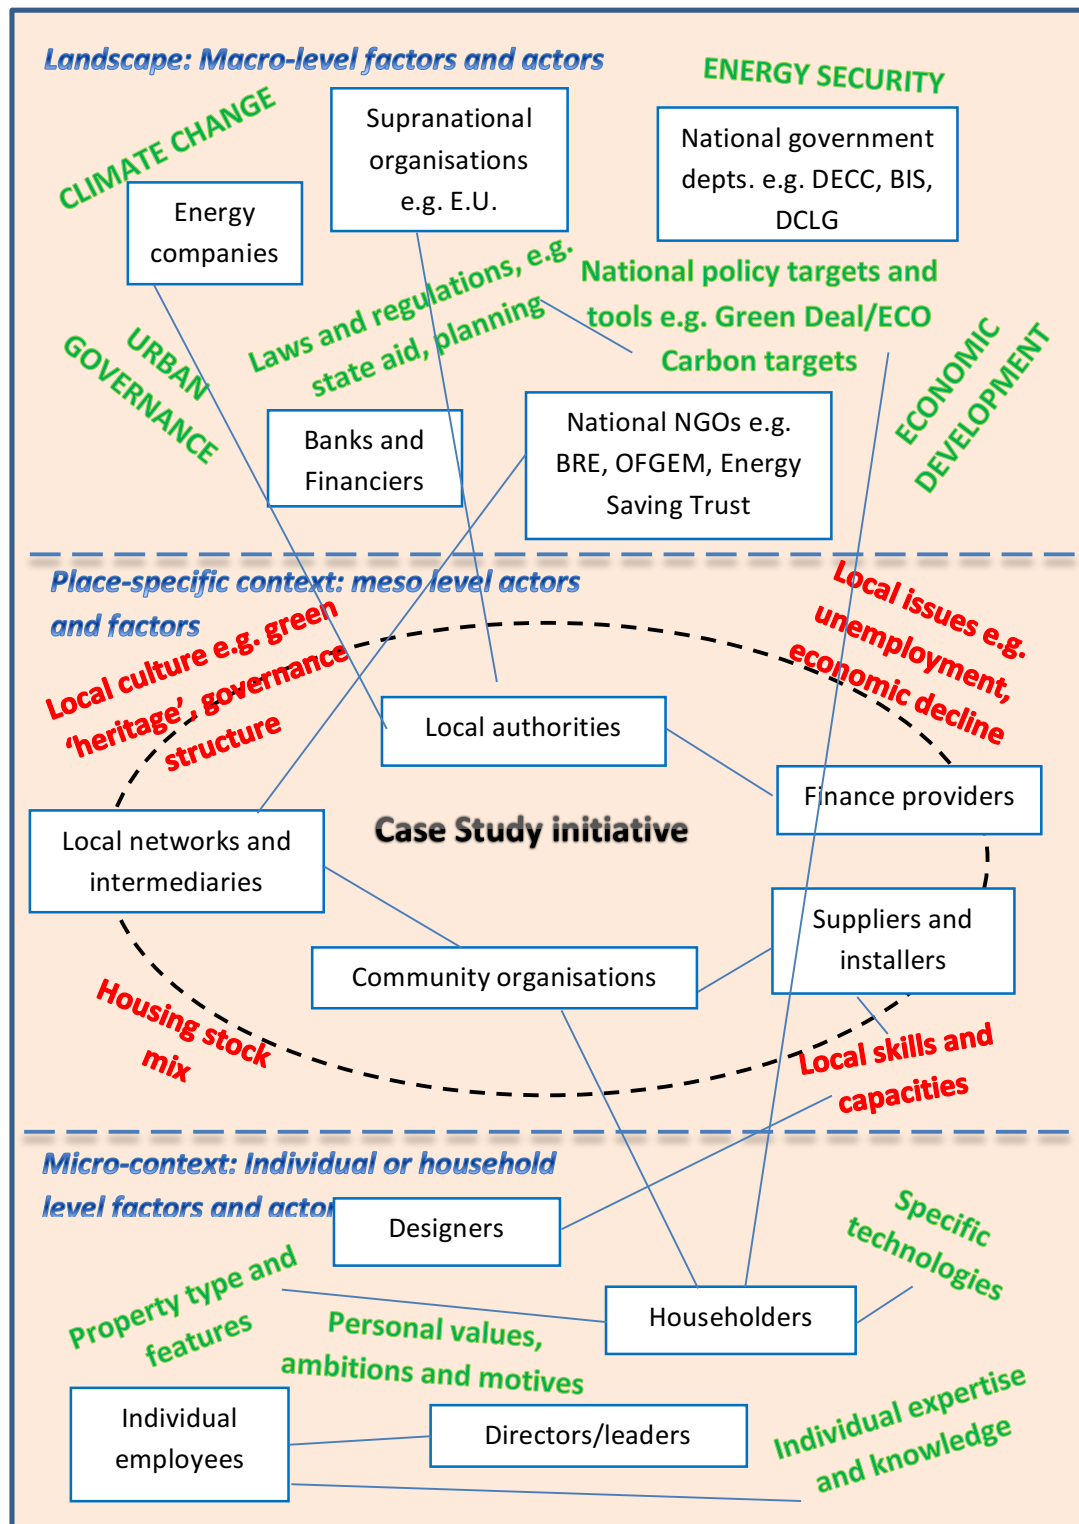 Landscape: Macro-level factors and actors
ENERGY SECURITY
CLIMATE CHANGE
Supranational
organisations
e.g. E.U.
National government
depts. e.g. DECC, BIS,
DCLG
Energy
companies
Laws and regulations, e.g.
state aid, planning
National policy targets and
tools e.g. Green Deal/ECO
Carbon targets
URBAN
GOVERNANCE
ECONOMIC
DEVELOPMENT
Banks and
Financiers
National NGOs e.g.
BRE, OFGEM, Energy
Saving Trust
Place-specific context: meso level actors
and factors
Local issues e.g.
unemployment,
economic decline
Local culture e.g. green
‘heritage’, governance
structure
Local authorities
Finance providers
Case Study initiative
Local networks and
intermediaries
Suppliers and
installers
Community organisations
Housing stock
mix
Local skills and
capacities
Micro-context: Individual or household
level factors and actor
Designers
Specific
technologies
Property type and
features
Householders
Personal values,
ambitions and motives
Individual
employees
Directors/leaders
Individual expertise
and knowledge